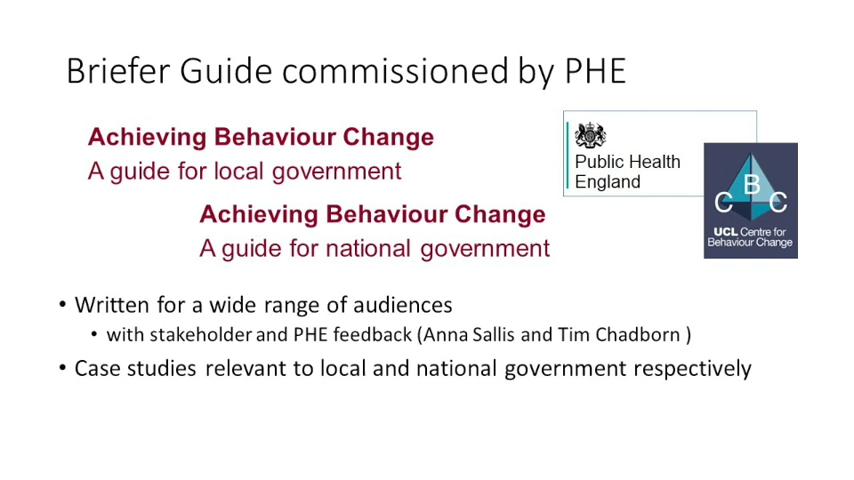 Briefer Guide commissioned by PHE
Achieving Behaviour Change
A guide for local government
Achieving Behaviour Change
A guide for national government
Public Health
England
C B C
UCL Centre for
Behaviour Change
• Written for a wide range of audiences
• with stakeholder and PHE feedback (Anna Sallis and Tim Chadborn )
• Case studies relevant to local and national government respectively